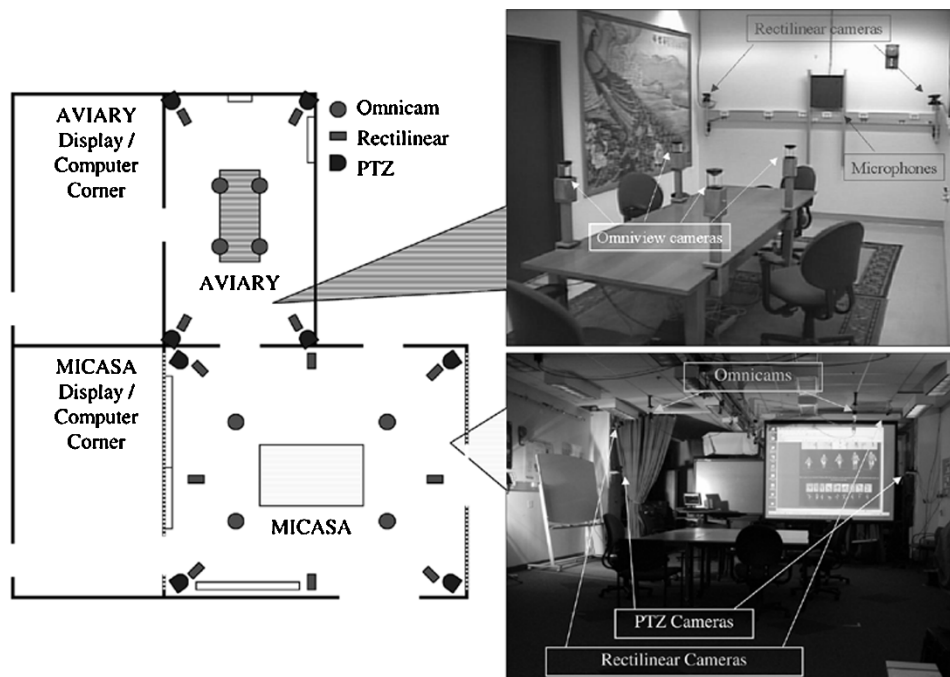 AVIARY
Display /
Computer
Corner
Omnicam
Rectilinear
PTZ
AVIARY
MICASA
Display /
Computer
Corner
MICASA
Rectilinear cameras
Microphones
Omniview cameras
Omnicams
PTZ Cameras
Rectilinear Cameras